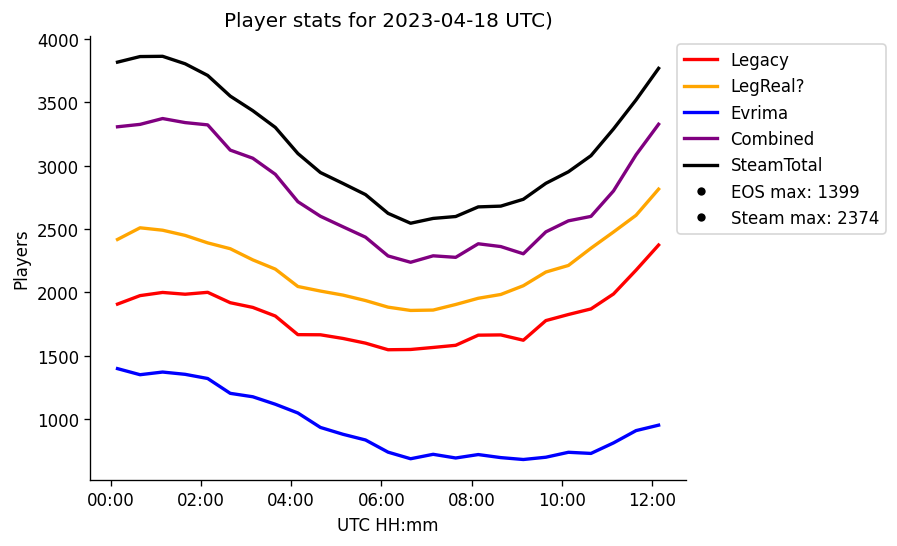 Player stats for 2023-04-18 UTC)
4000
3500
3000
2500
2000
1500
1000
Players
00:00 02:00 04:00 06:00 08:00 10:00 12:00
UTC HH:mm
Legacy
LegReal?
Evrima
Combined
SteamTotal
EOS max: 1399
Steam max: 2374